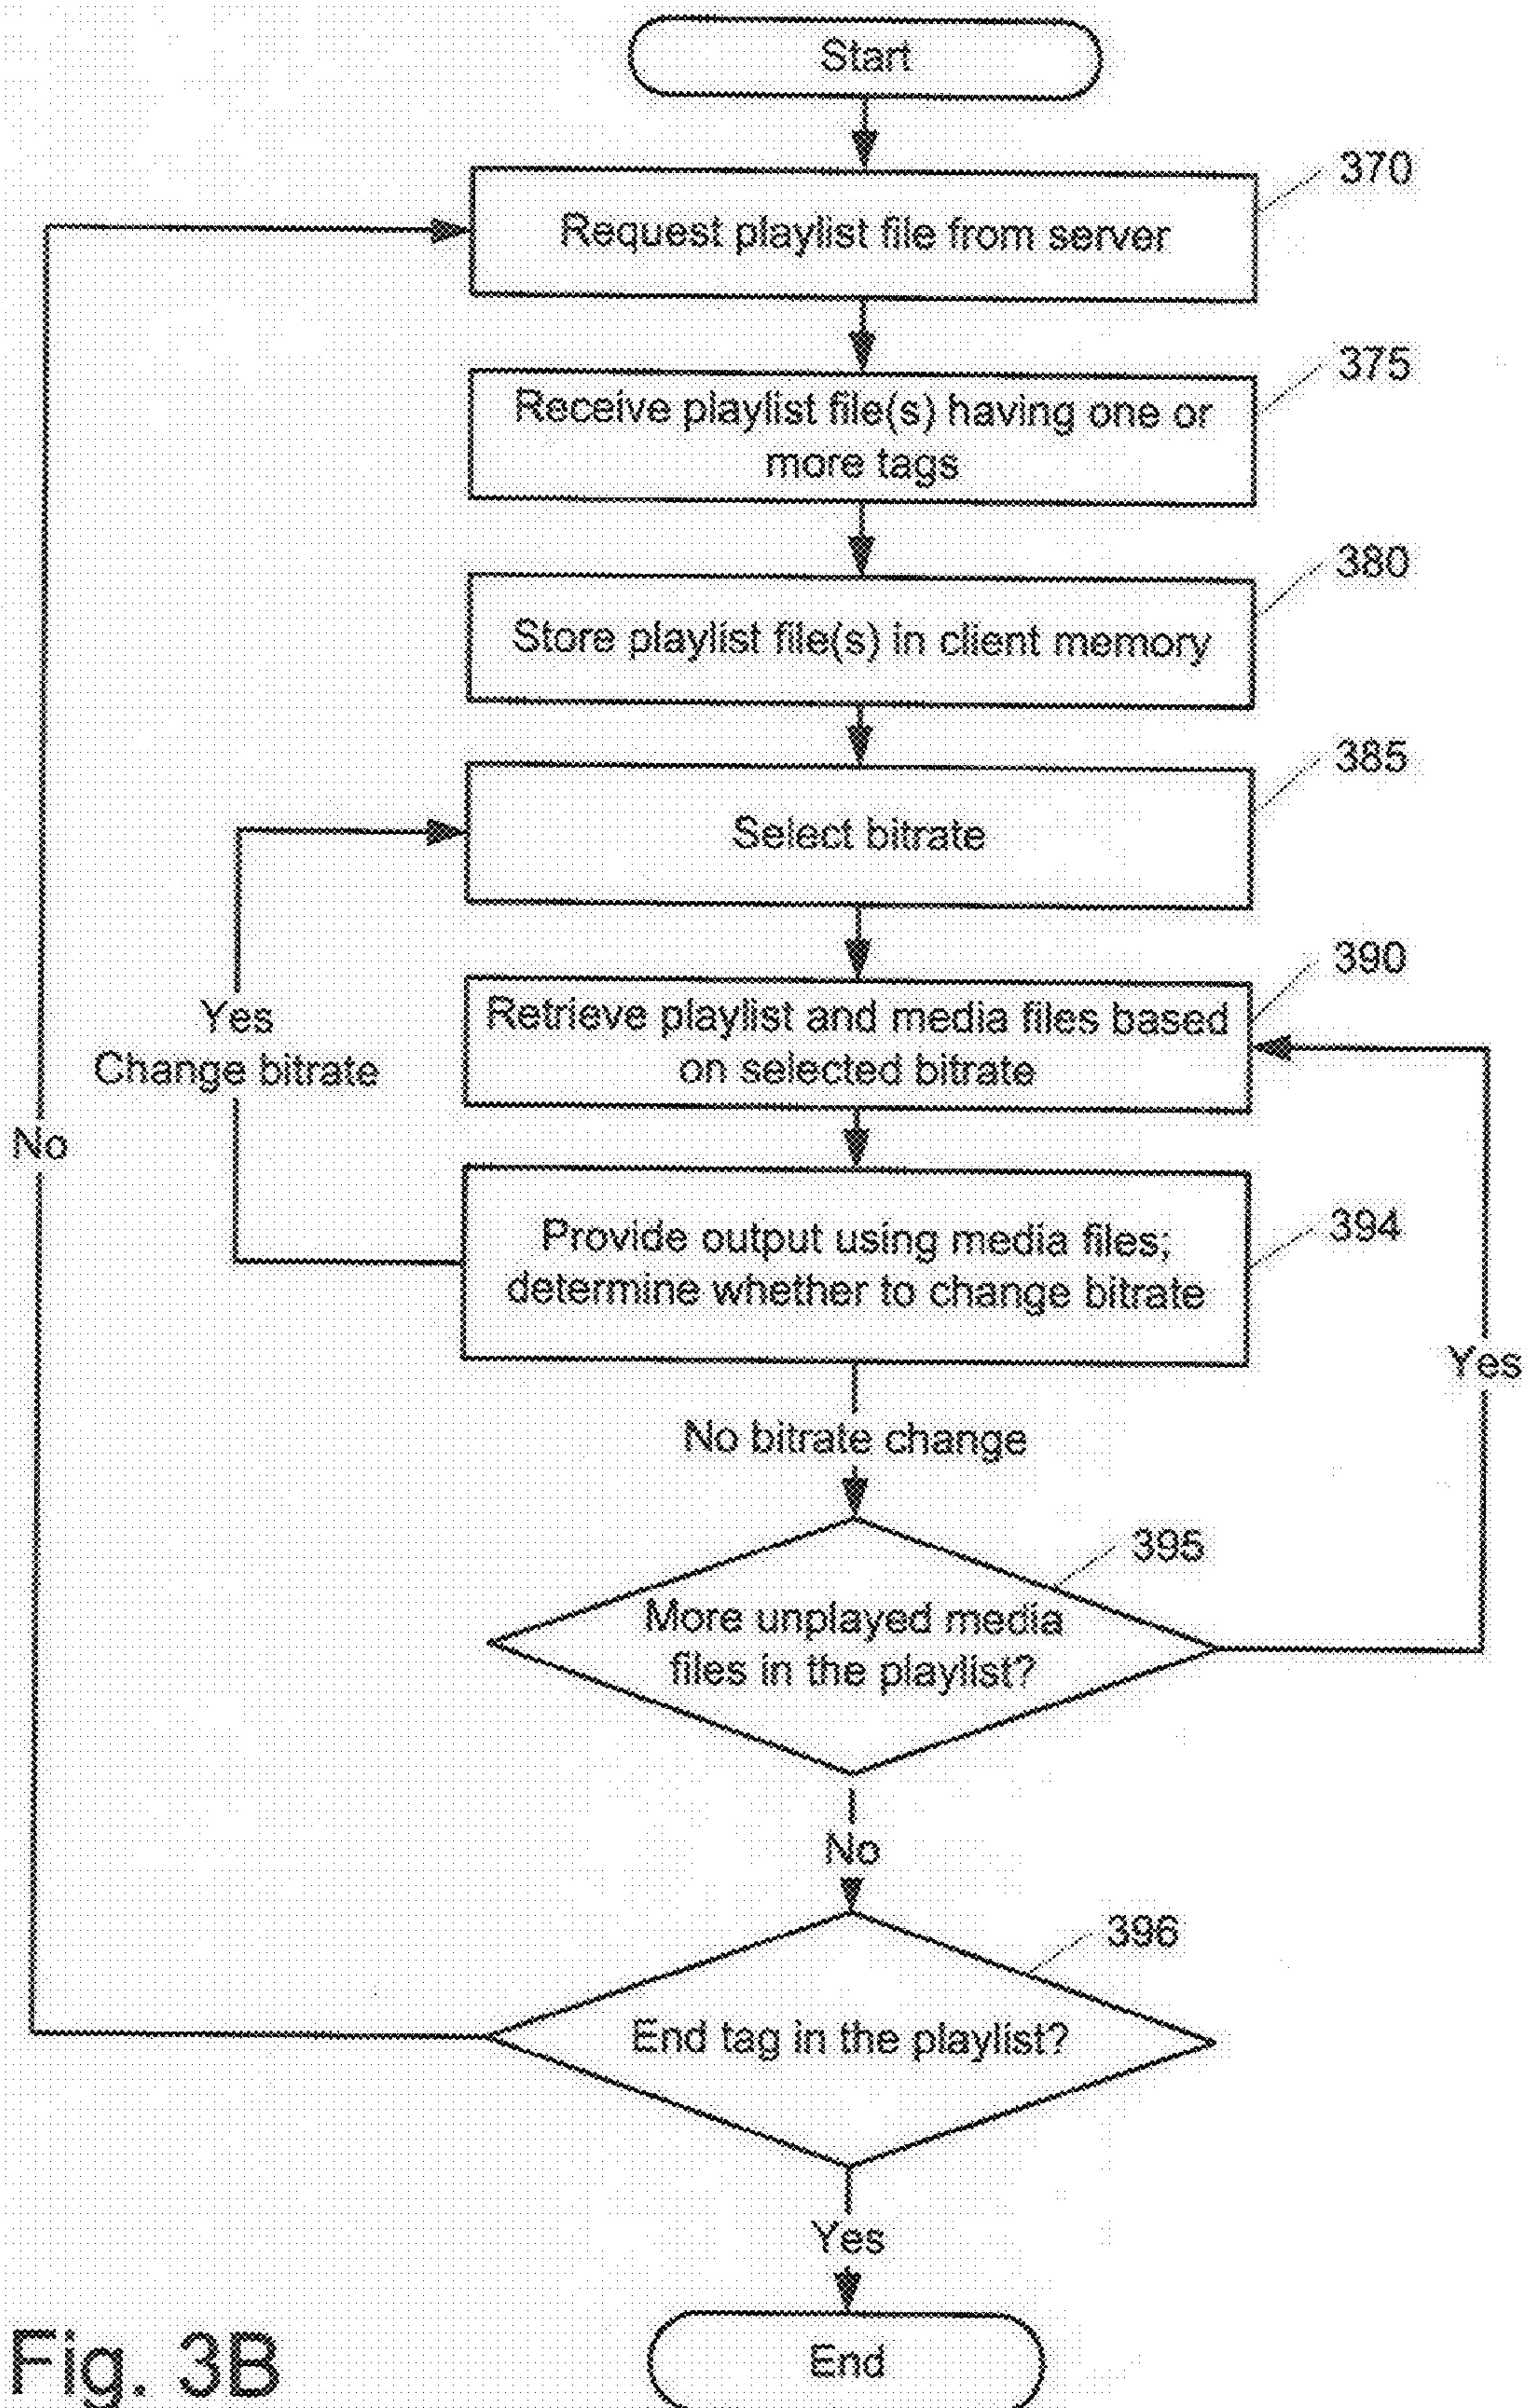 Start
370
Request playlist file from server
375
Receive playlist file(s) having one or
more tags
380
Store playlist file(s) in client memory
385
Select bitrate
390
Retrieve playlist and media files based
on selected bitrate
Yes
Change bitrate
No
394
Provide output using media files;
determine whether to change bitrate
Yes
No bitrate change
395
More unplayed media
files in the playlist?
No
396
End tag in the playlist?
Yes
End
Fig. 3B